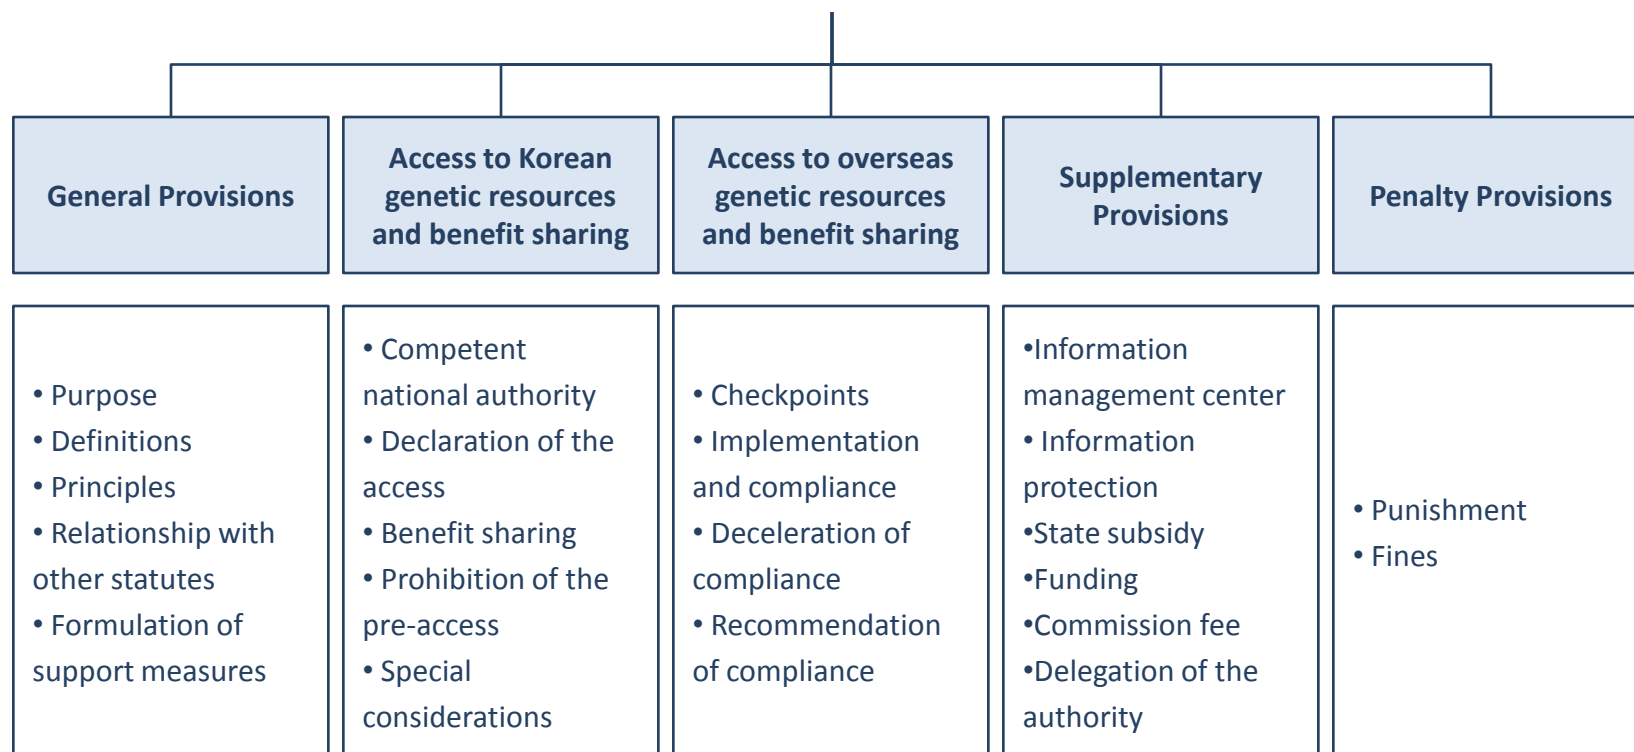 General Provisions
Access to Korean
genetic resources
and benefit sharing
Access to overseas
genetic resources
and benefit sharing
Supplementary
Provisions
Penalty Provisions
• Purpose
• Definitions
• Principles
• Relationship with
other statutes
• Formulation of
support measures
• Competent
national authority
• Declaration of the
access
• Benefit sharing
• Prohibition of the
pre-access
• Special
considerations
• Checkpoints
• Implementation
and compliance
• Deceleration of
compliance
• Recommendation
of compliance
•Information
management center
• Information
protection
•State subsidy
•Funding
•Commission fee
•Delegation of the
authority
• Punishment
• Fines